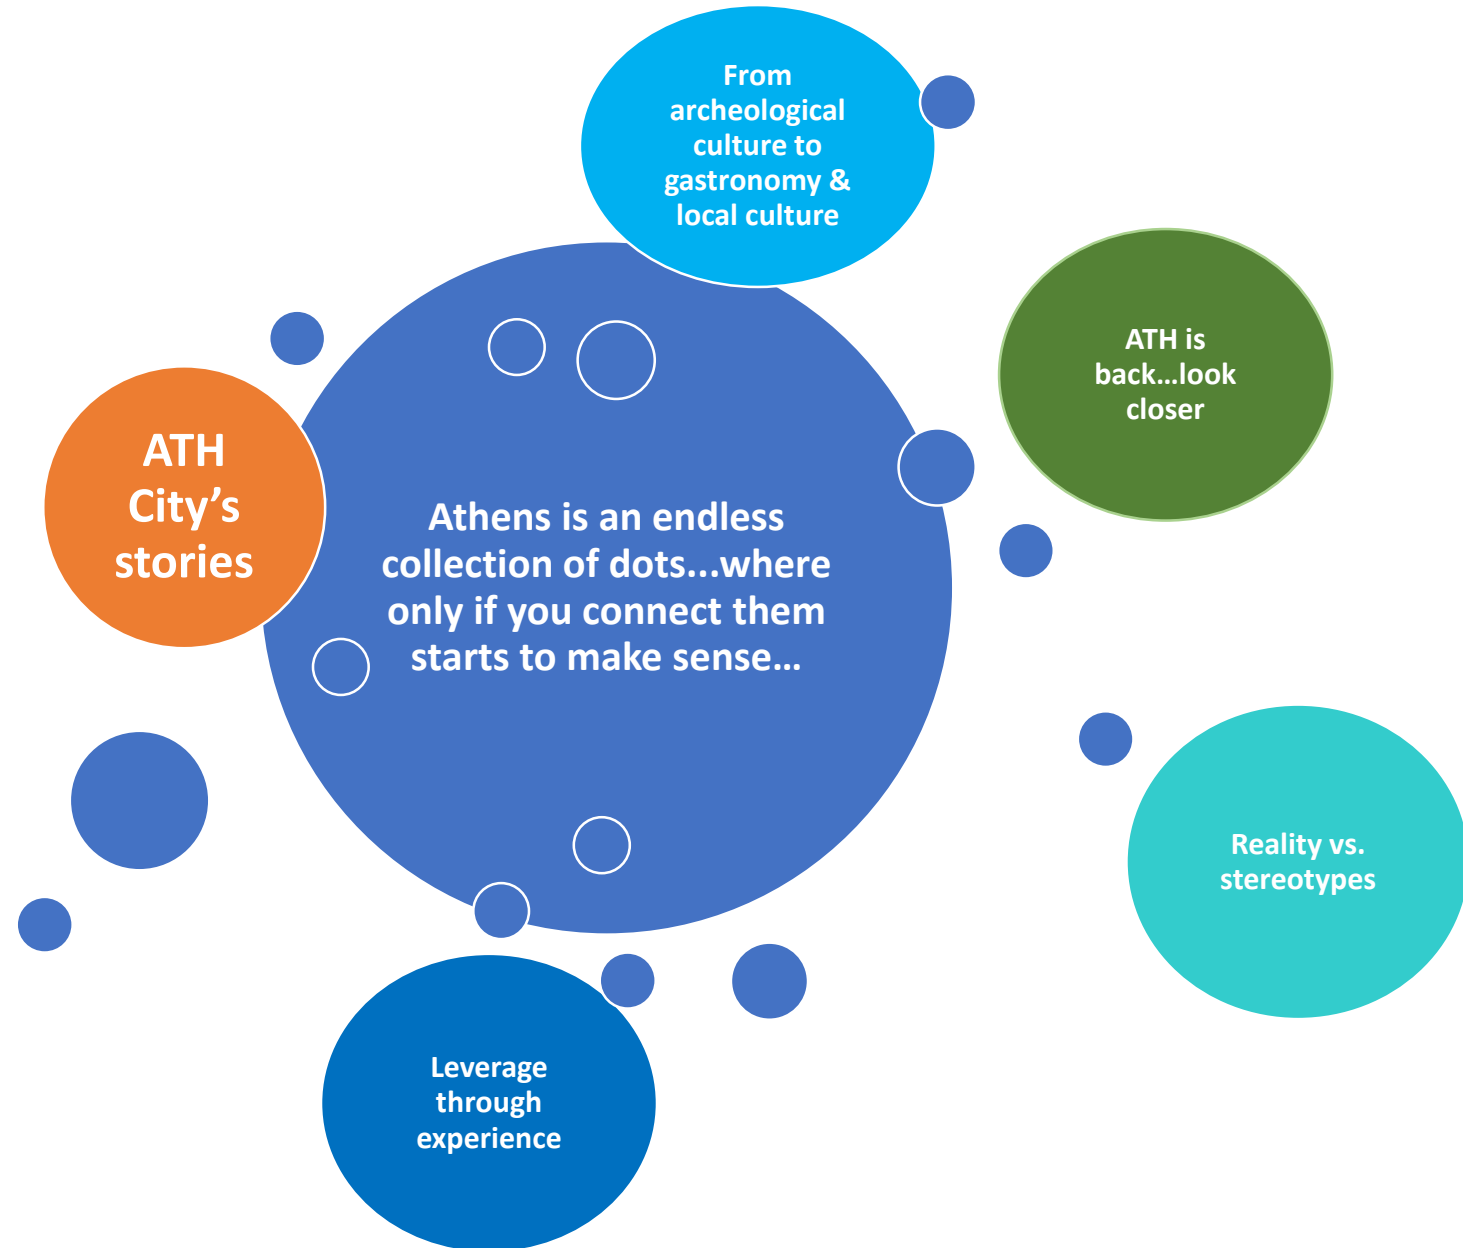 From
archeological
culture to
gastronomy &
local culture
ATH is
back...look
closer
ATH
City’s
stories
Athens is an endless
collection of dots...where
only if you connect them
starts to make sense...
Reality vs.
stereotypes
Leverage
through
experience